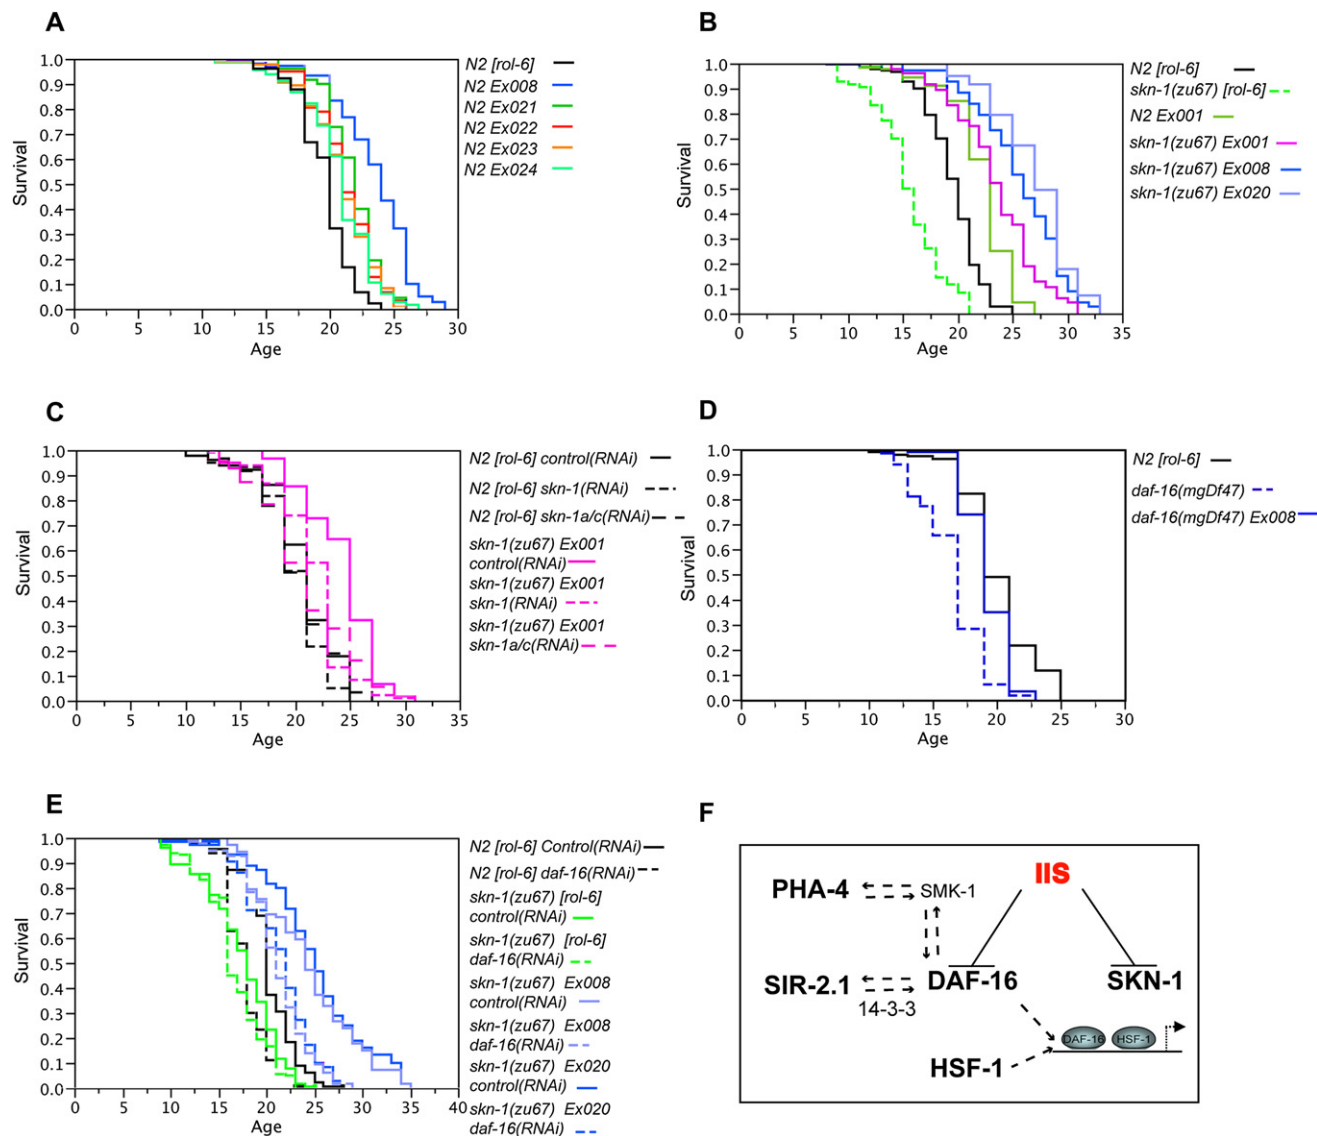 A
1.0
0.9
0.8
0.7
0.6
0.5
0.4
0.3
0.2
0.1
0.0
Survival
0 5 10 15 20 25 30
Age
N2 [rol-6]
N2 Ex008
N2 Ex021
N2 Ex022
N2 Ex023
N2 Ex024
B
1.0
0.9
0.8
0.7
0.6
0.5
0.4
0.3
0.2
0.1
0.0
Survival
0 5 10 15 20 25 30 35
Age
N2 [rol-6]
skn-1(zu67) [rol-6]
N2 Ex001
skn-1(zu67) Ex001
skn-1(zu67) Ex008
skn-1(zu67) Ex020
C
1.0
0.9
0.8
0.7
0.6
0.5
0.4
0.3
0.2
0.1
0.0
Survival
0 5 10 15 20 25 30 35
Age
N2 [rol-6] control(RNAi)
N2 [rol-6] skn-1(RNAi)
N2 [rol-6] skn-1a/c(RNAi)
skn-1(zu67) Ex001
control(RNAi)
skn-1(zu67) Ex001
skn-1(RNAi)
skn-1(zu67) Ex001
skn-1a/c(RNAi)
D
1.0
0.9
0.8
0.7
0.6
0.5
0.4
0.3
0.2
0.1
0.0
Survival
0 5 10 15 20 25 30
Age
N2 [rol-6]
daf-16(mgDf47)
daf-16(mgDf47) Ex008
E
1.0
0.9
0.8
0.7
0.6
0.5
0.4
0.3
0.2
0.1
0.0
Survival
0 5 10 15 20 25 30 35 40
Age
N2 [rol-6] Control(RNAi)
N2 [rol-6] daf-16(RNAi)
skn-1(zu67) [rol-6]
control(RNAi)
skn-1(zu67) [rol-6]
daf-16(RNAi)
skn-1(zu67) Ex008
control(RNAi)
skn-1(zu67) Ex008
daf-16(RNAi)
skn-1(zu67) Ex020
control(RNAi)
skn-1(zu67) Ex020
daf-16(RNAi)
F
IIS
PHA-4
SMK-1
SIR-2.1
DAF-16
SKN-1
14-3-3
DAF-16 HSF-1
HSF-1